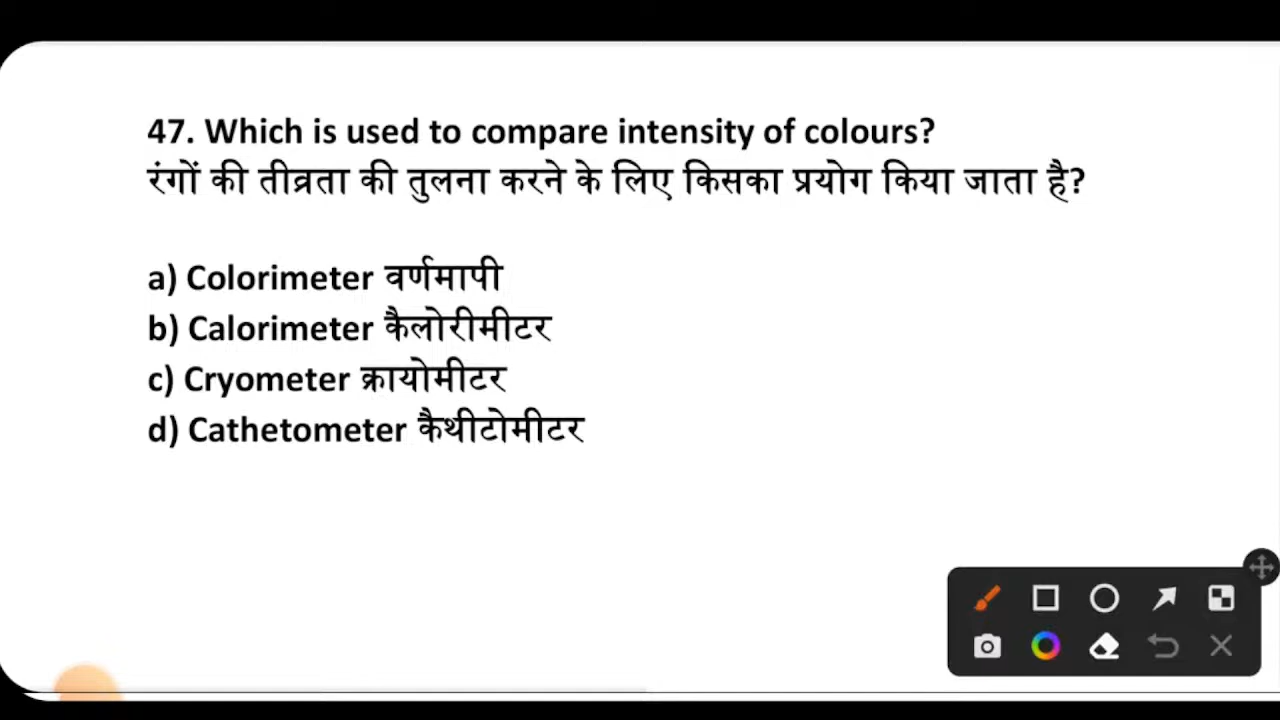 47. Which is used to compare intensity of colours?
रंगों की तीव्रता की तुलना करने के लिए किसका प्रयोग किया जाता है?
a) Colorimeter वर्णमापी
b) Calorimeter कैलोरीमीटर
c) Cryometer क्रायोमीटर
d) Cathetometer कैथीटोमीटर